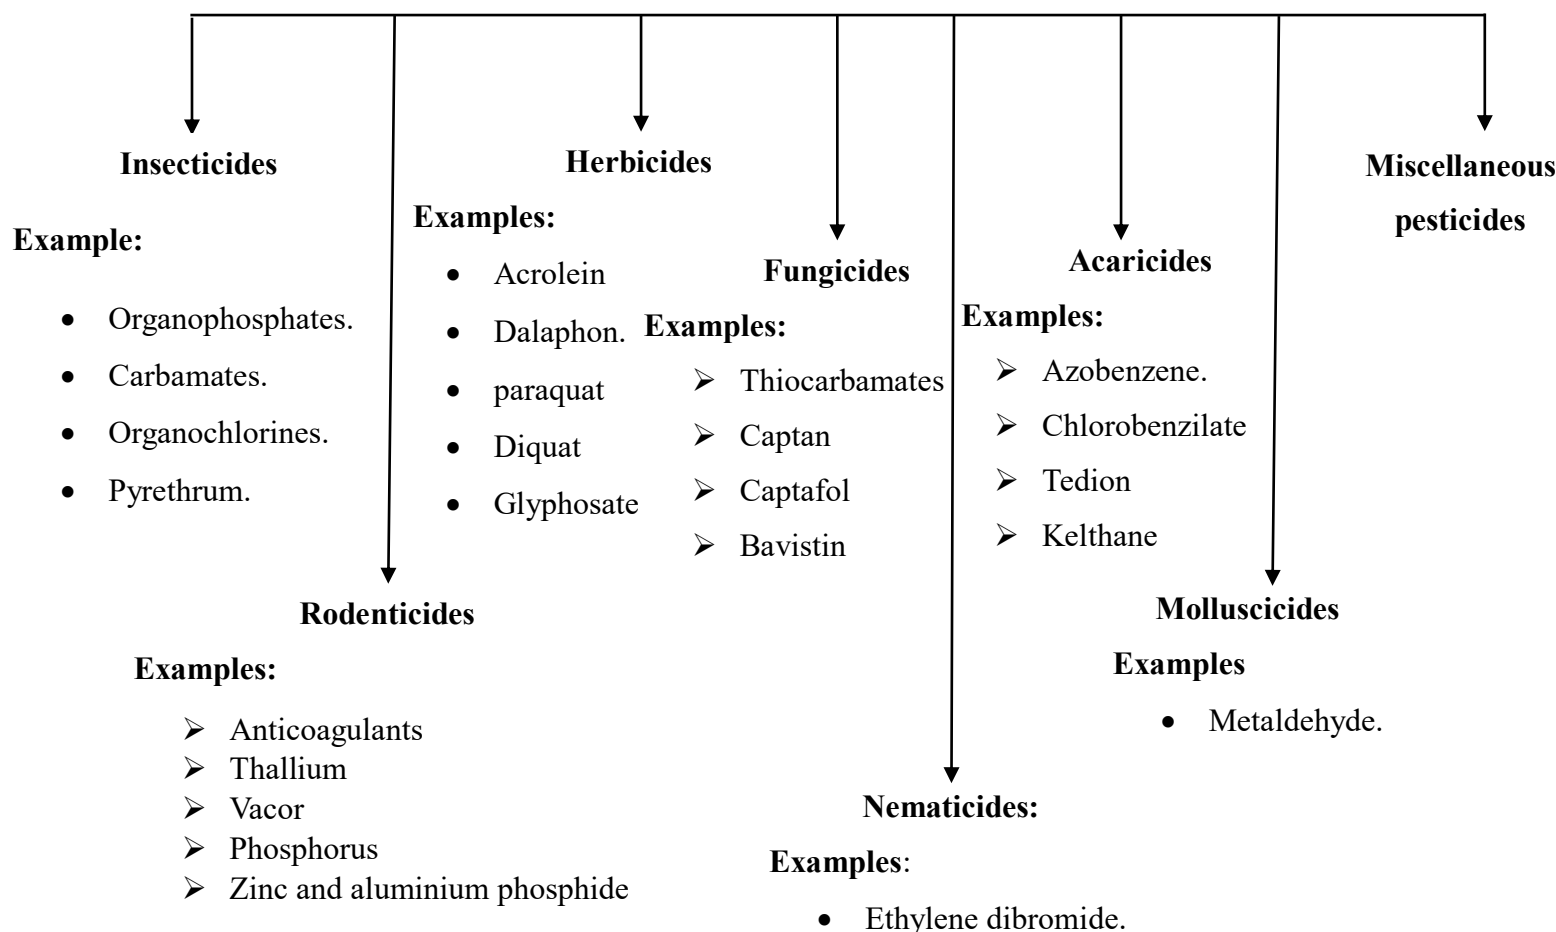 Insecticides
Example:
• Organophosphates.
• Carbamates.
• Organochlorines.
• Pyrethrum.
Rodenticides
Examples:
➢ Anticoagulants
➢ Thallium
➢ Vacor
➢ Phosphorus
➢ Zinc and aluminium phosphide
Herbicides
Examples:
• Acrolein
• Dalaphon.
• paraquat
• Diquat
• Glyphosate
Fungicides
Examples:
➢ Thiocarbamates
➢ Captan
➢ Captafol
➢ Bavistin
Nematicides:
Examples:
• Ethylene dibromide.
Acaricides
Examples:
➢ Azobenzene.
➢ Chlorobenzilate
➢ Tedion
➢ Kelthane
Molluscicides
Examples
• Metaldehyde.
Miscellaneous
pesticides